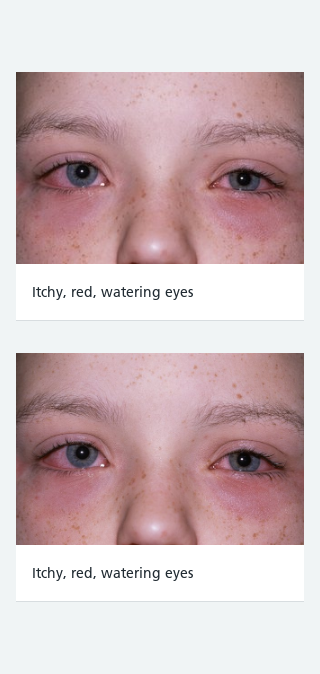 Itchy, red, watering eyes
Itchy, red, watering eyes